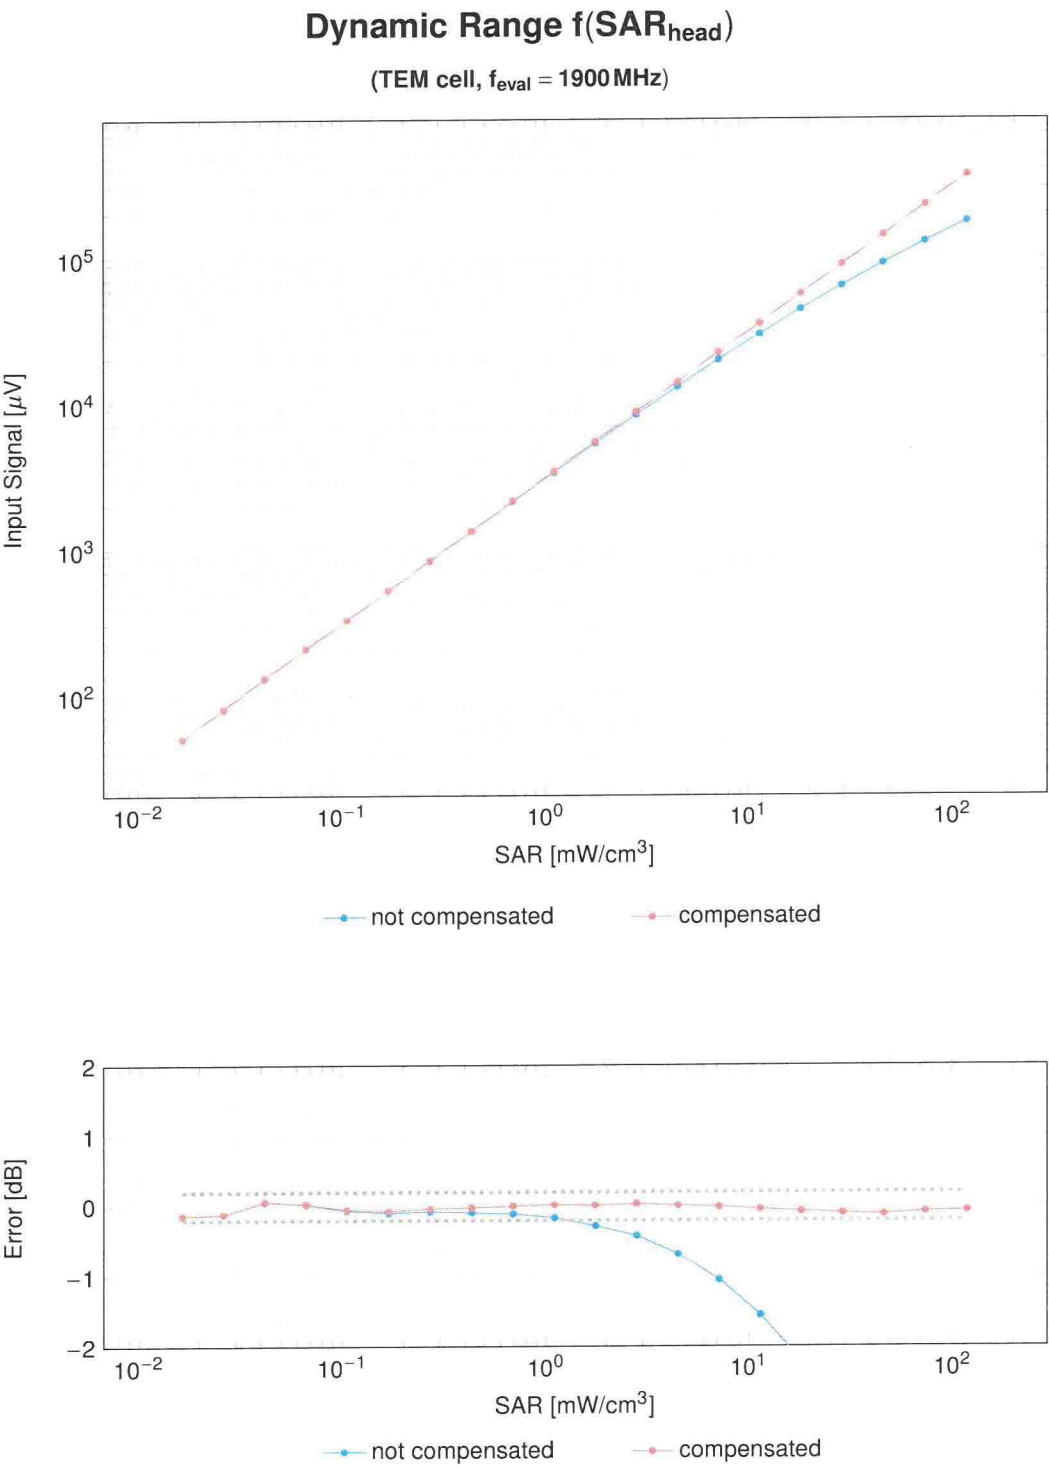 Dynamic Range f(SAR_head)
(TEM cell, f_eval = 1900 MHz)
Input Signal [μV]
10^5
10^4
10^3
10^2
10^−2 10^−1 10^0 10^1 10^2
SAR [mW/cm^3]
not compensated compensated
Error [dB]
2
1
0
−1
−2
10^−2 10^−1 10^0 10^1 10^2
SAR [mW/cm^3]
not compensated compensated